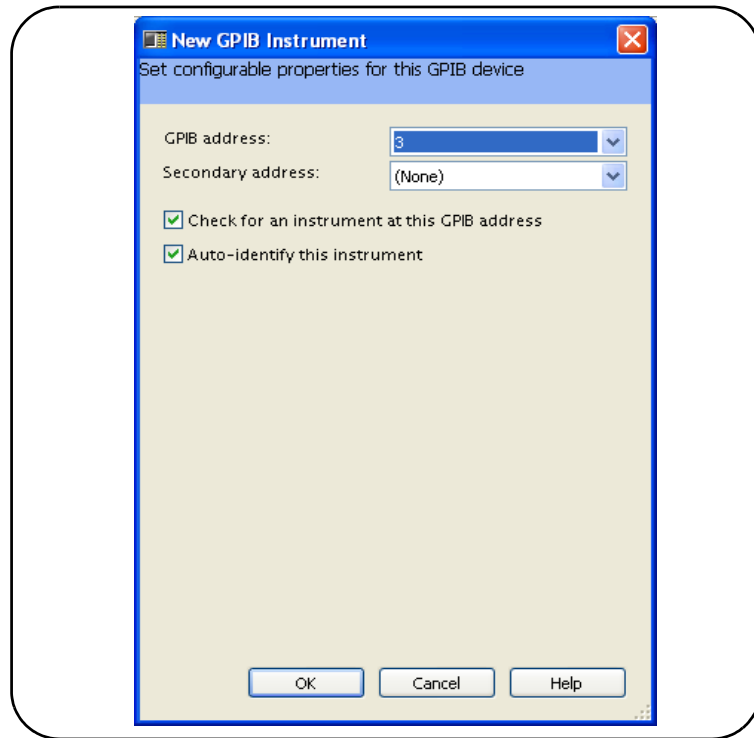 New GPIB Instrument
Set configurable properties for this GPIB device
GPIB address:
3
Secondary address:
(None)
Check for an instrument at this GPIB address
Auto-identify this instrument
OK
Cancel
Help